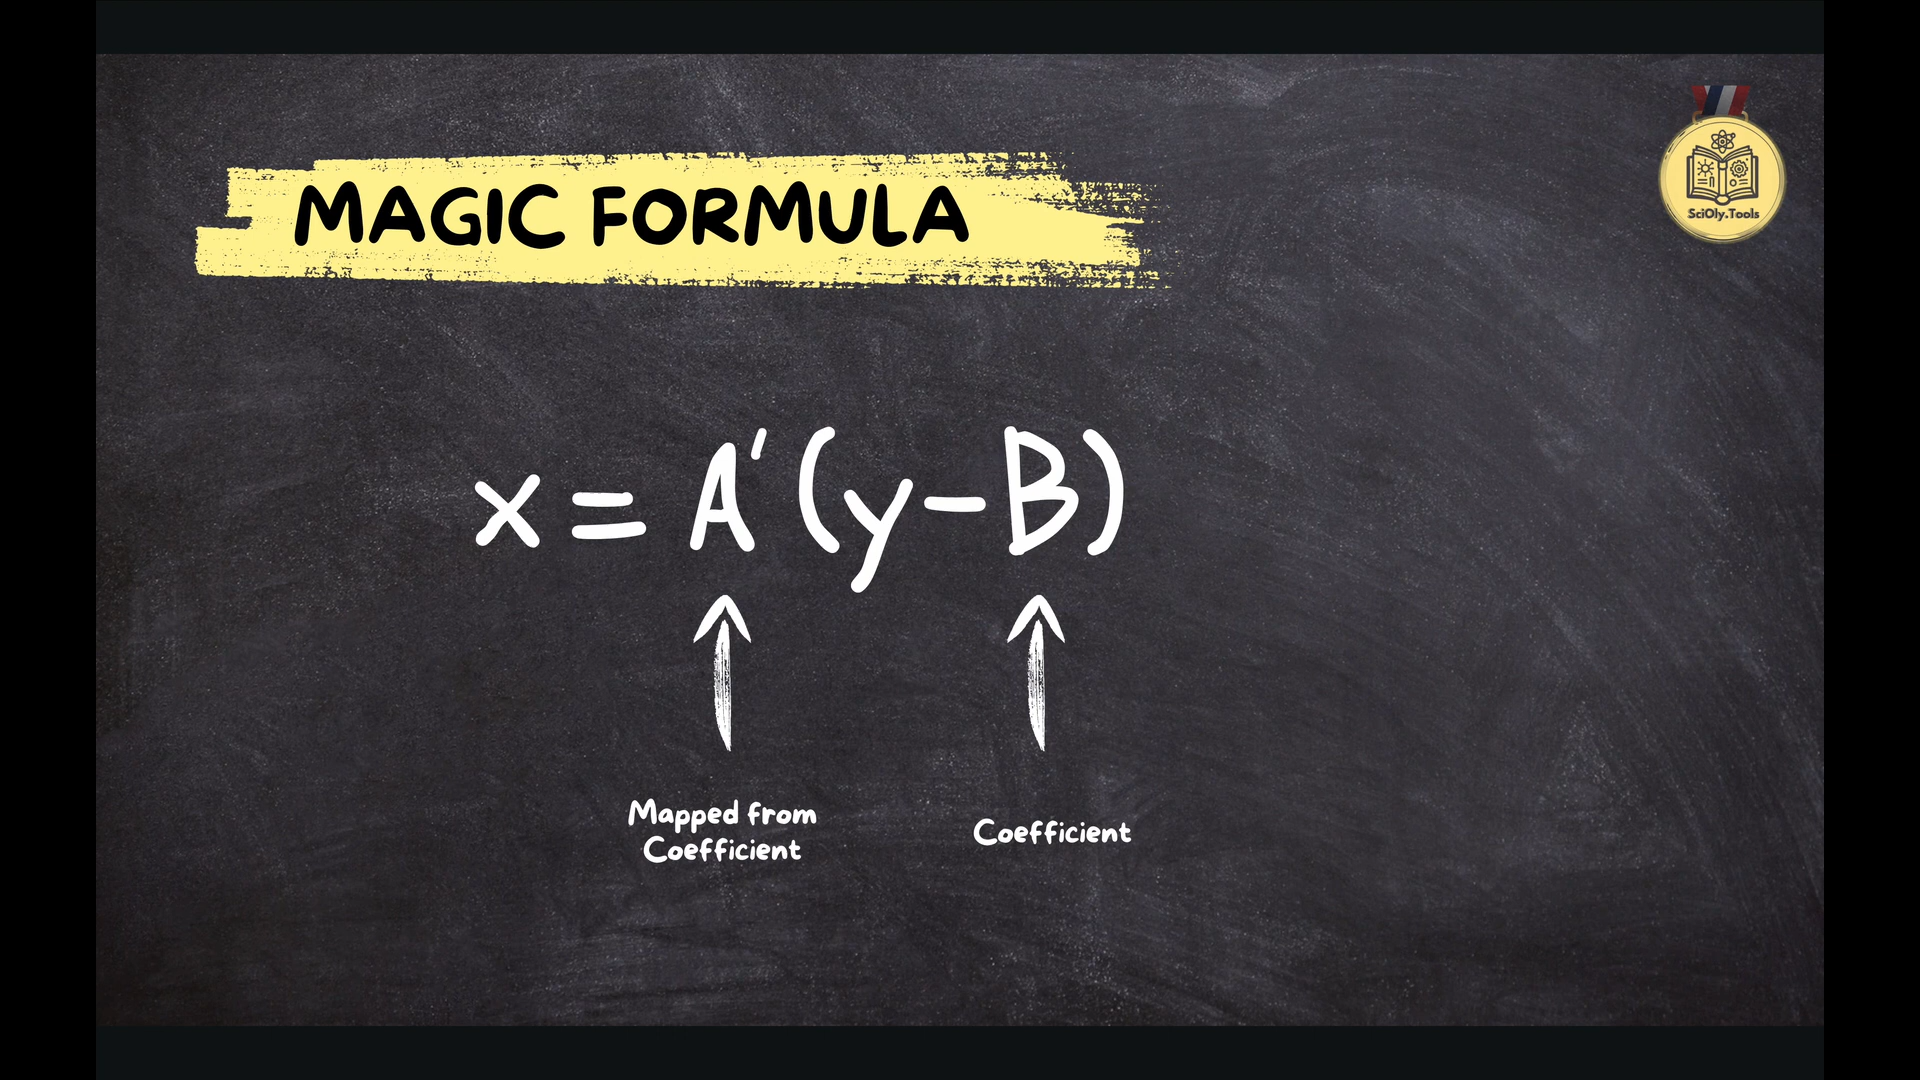 SciOly.Tools
MAGIC FORMULA
x = A'(y-B)
Mapped from
Coefficient
Coefficient